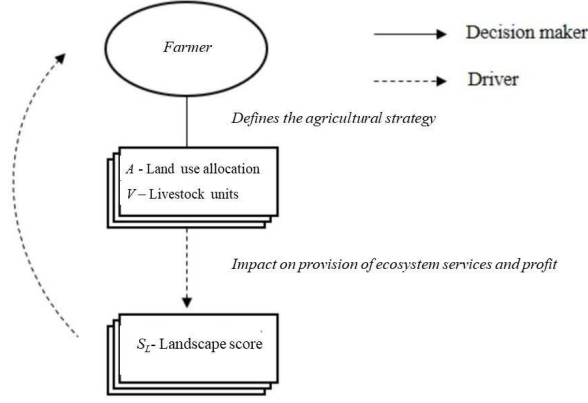 Farmer
Decision maker
Driver
Defines the agricultural strategy
A - Land use allocation
V – Livestock units
Impact on provision of ecosystem services and profit
S_L- Landscape score